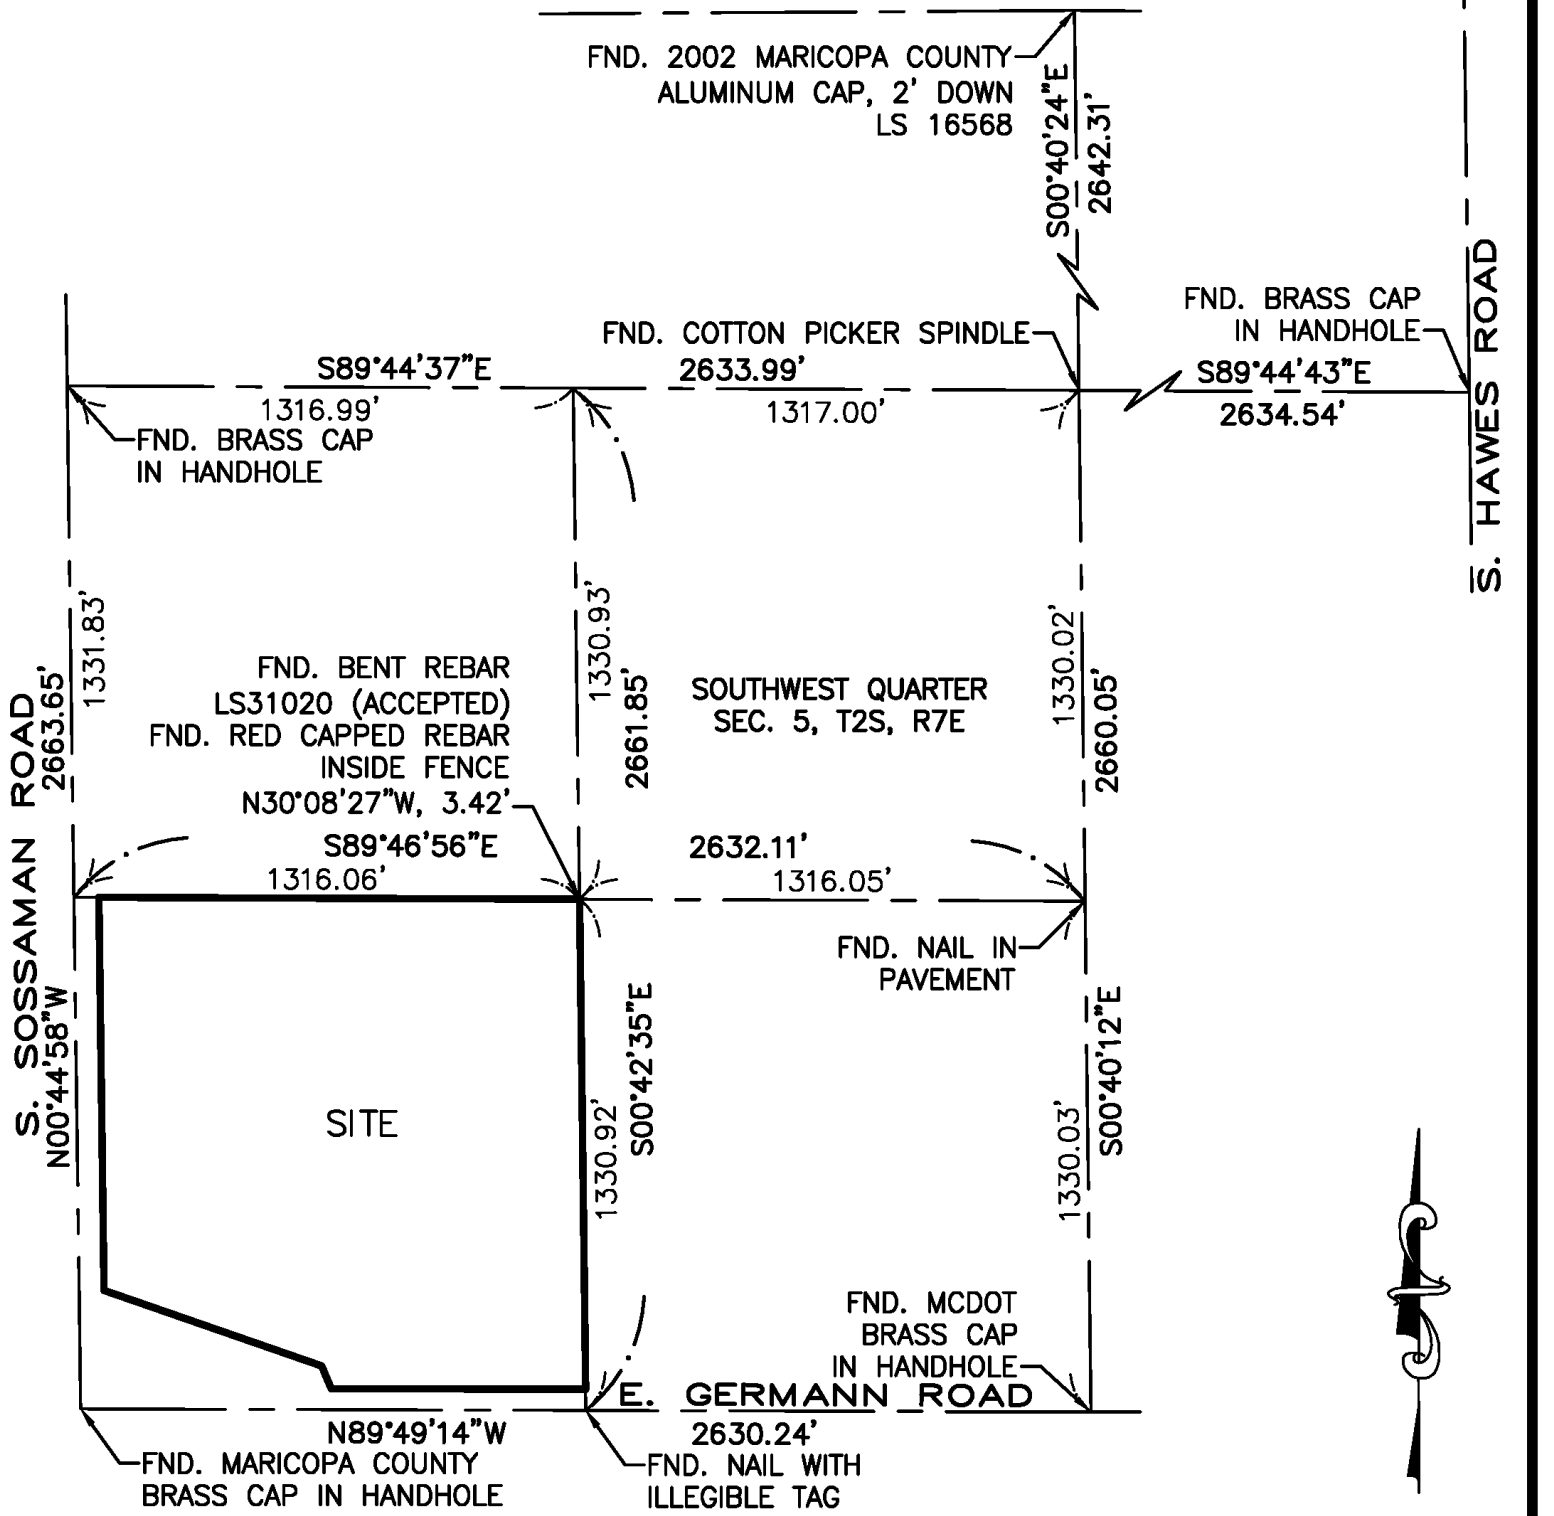 FND. 2002 MARICOPA COUNTY
ALUMINUM CAP, 2' DOWN
LS 16568
S00°40'24"E
2642.31'
FND. BRASS CAP
IN HANDHOLE
S. HAWES ROAD
FND. COTTON PICKER SPINDLE
S89°44'37"E
2633.99'
S89°44'43"E
1316.99'
1317.00'
2634.54'
FND. BRASS CAP
IN HANDHOLE
S. SOSSAMAN ROAD
N00°44'58"W
2663.65'
1331.83'
1330.93'
2661.85'
1330.02'
2660.05'
FND. BENT REBAR
LS31020 (ACCEPTED)
FND. RED CAPPED REBAR
INSIDE FENCE
N30°08'27"W, 3.42'
SOUTHWEST QUARTER
SEC. 5, T2S, R7E
S89°46'56"E
2632.11'
1316.06'
1316.05'
FND. NAIL IN
PAVEMENT
SITE
1330.92'
S00°42'35"E
1330.03'
S00°40'12"E
FND. MCDOT
BRASS CAP
IN HANDHOLE
E. GERMANN ROAD
N89°49'14"W
2630.24'
FND. MARICOPA COUNTY
BRASS CAP IN HANDHOLE
FND. NAIL WITH
ILLEGIBLE TAG